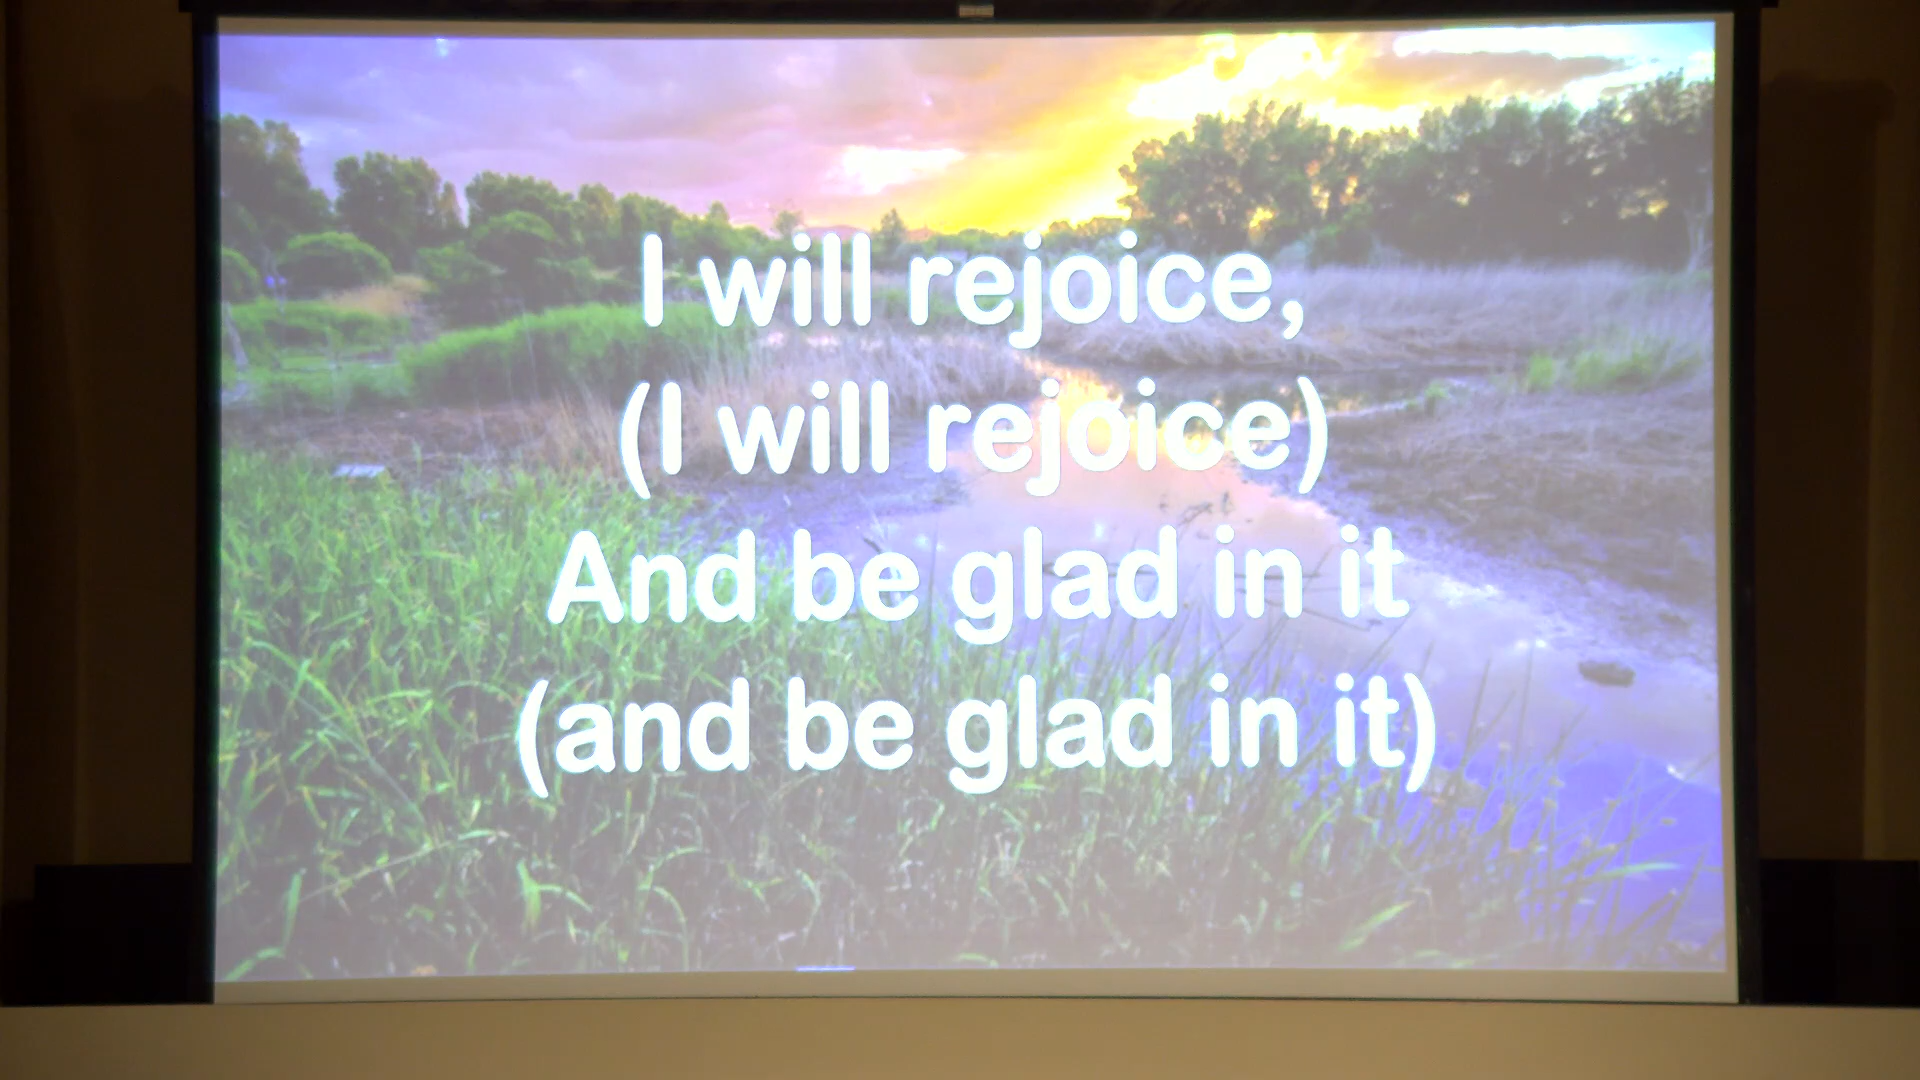 I will rejoice,
(I will rejoice)
And be glad in it
(and be glad in it)